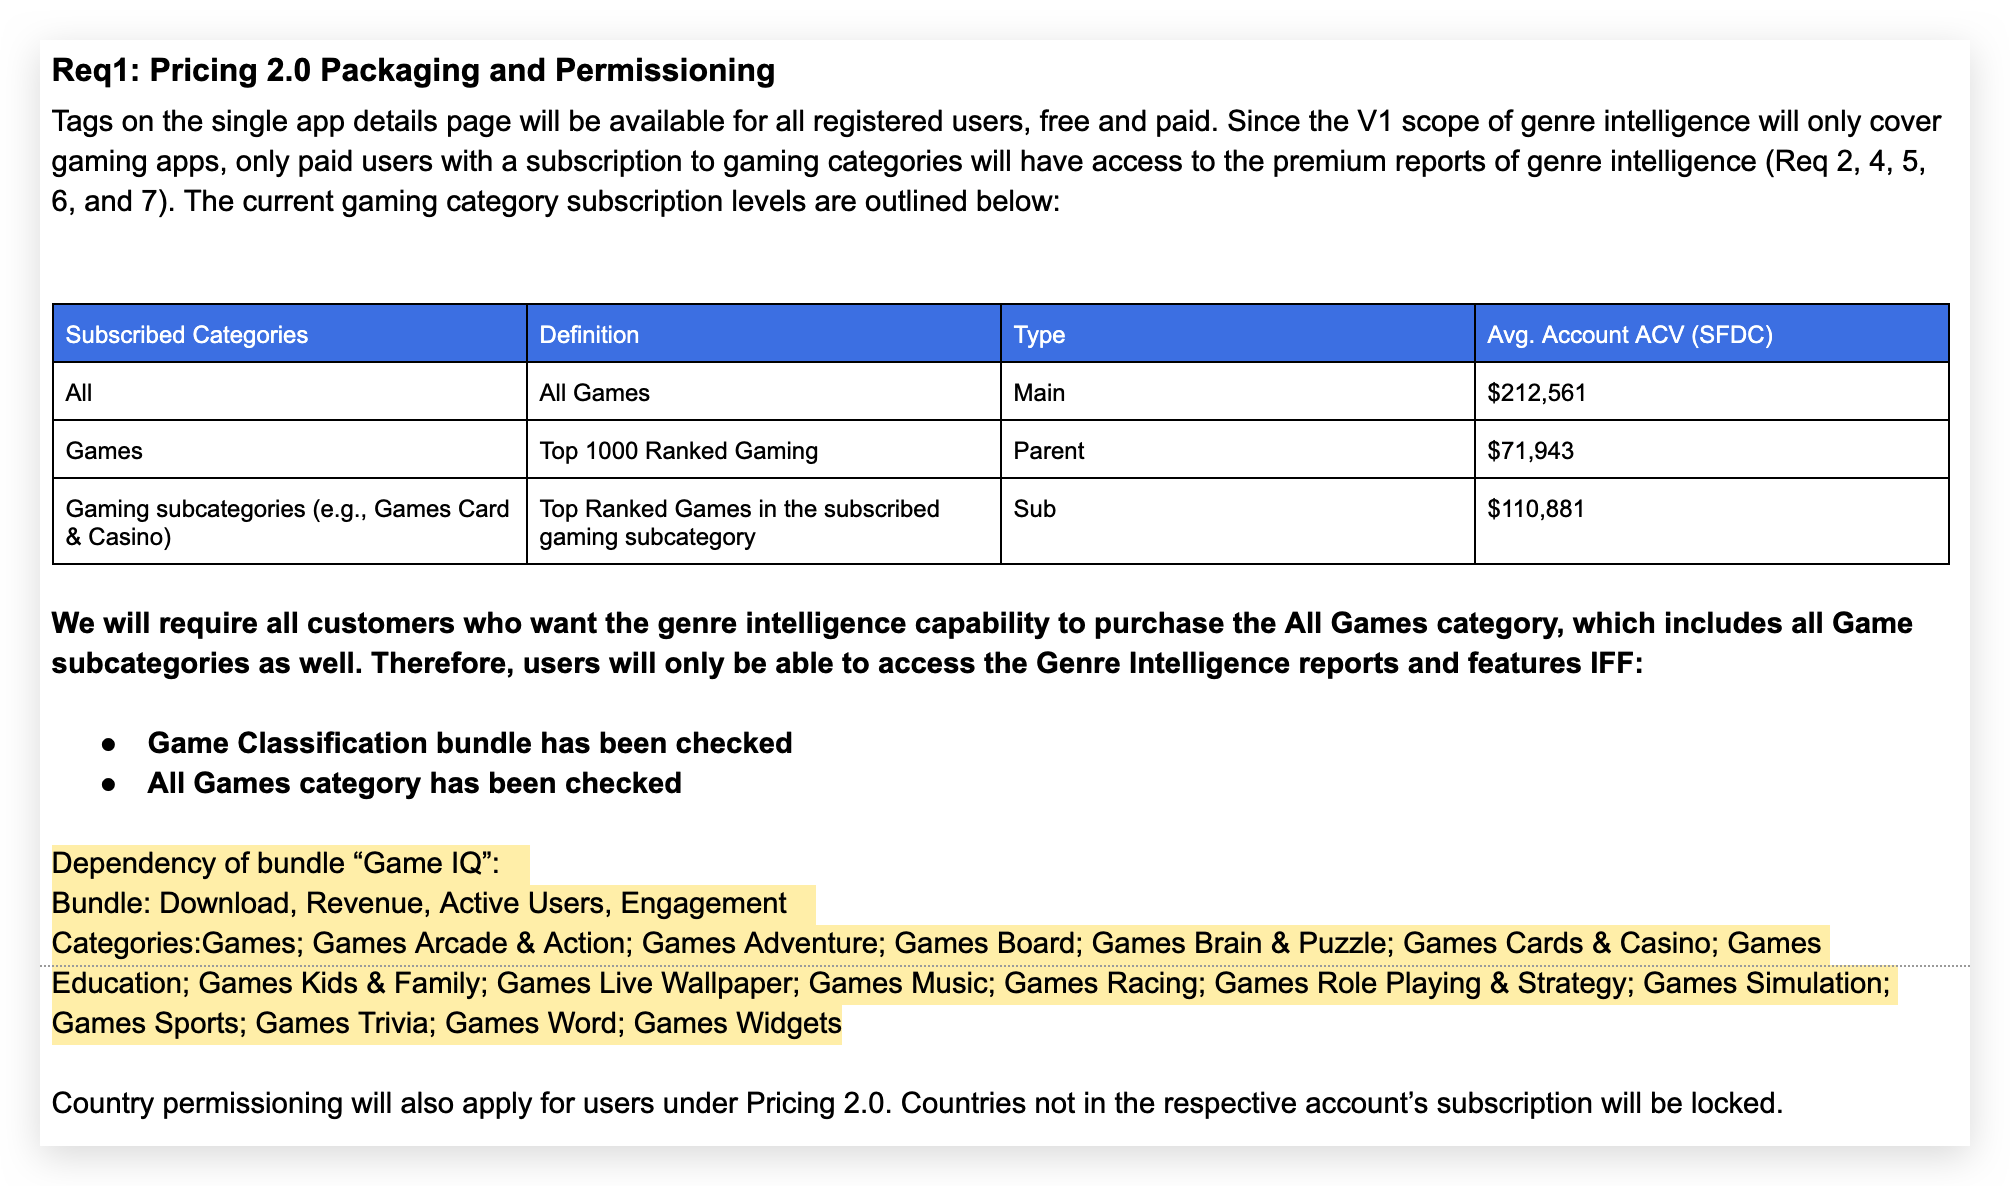 Req1: Pricing 2.0 Packaging and Permissioning
Tags on the single app details page will be available for all registered users, free and paid. Since the V1 scope of genre intelligence will only cover
gaming apps, only paid users with a subscription to gaming categories will have access to the premium reports of genre intelligence (Req 2, 4, 5,
6, and 7). The current gaming category subscription levels are outlined below:
Subscribed Categories Definition Type Avg. Account ACV (SFDC)
All All Games Main $212,561
Games Top 1000 Ranked Gaming Parent $71,943
Gaming subcategories (e.g., Games Card Top Ranked Games in the subscribed Sub $110,881
& Casino) gaming subcategory
We will require all customers who want the genre intelligence capability to purchase the All Games category, which includes all Game
subcategories as well. Therefore, users will only be able to access the Genre Intelligence reports and features IFF:
● Game Classification bundle has been checked
● All Games category has been checked
Dependency of bundle “Game IQ”:
Bundle: Download, Revenue, Active Users, Engagement
Categories:Games; Games Arcade & Action; Games Adventure; Games Board; Games Brain & Puzzle; Games Cards & Casino; Games
Education; Games Kids & Family; Games Live Wallpaper; Games Music; Games Racing; Games Role Playing & Strategy; Games Simulation;
Games Sports; Games Trivia; Games Word; Games Widgets
Country permissioning will also apply for users under Pricing 2.0. Countries not in the respective account’s subscription will be locked.